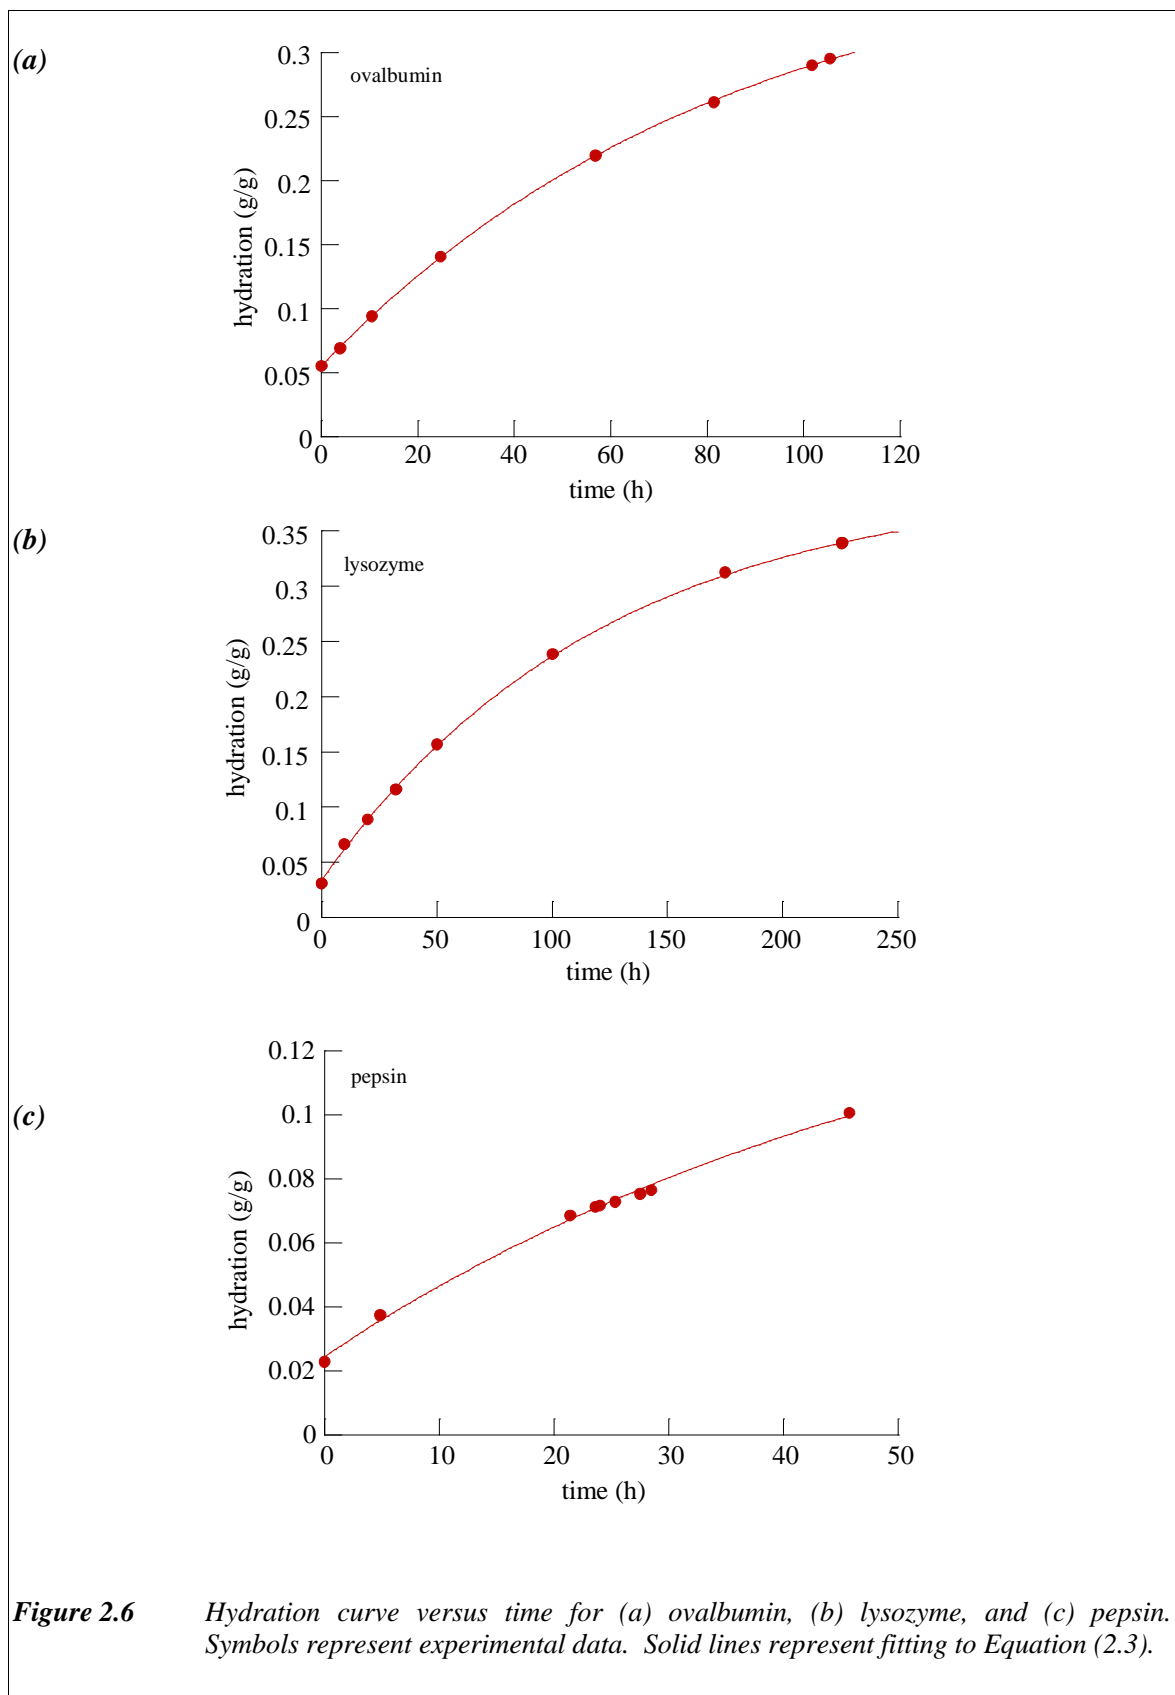 (a)
0.3
ovalbumin
0.25
0.2
0.15
0.1
0.05
0
hydration (g/g)
0 20 40 60 80 100 120
time (h)
(b)
0.35
lysozyme
0.3
0.25
0.2
0.15
0.1
0.05
0
hydration (g/g)
0 50 100 150 200 250
time (h)
(c)
0.12
pepsin
0.1
0.08
0.06
0.04
0.02
0
hydration (g/g)
0 10 20 30 40 50
time (h)
Figure 2.6 Hydration curve versus time for (a) ovalbumin, (b) lysozyme, and (c) pepsin.
Symbols represent experimental data. Solid lines represent fitting to Equation (2.3).